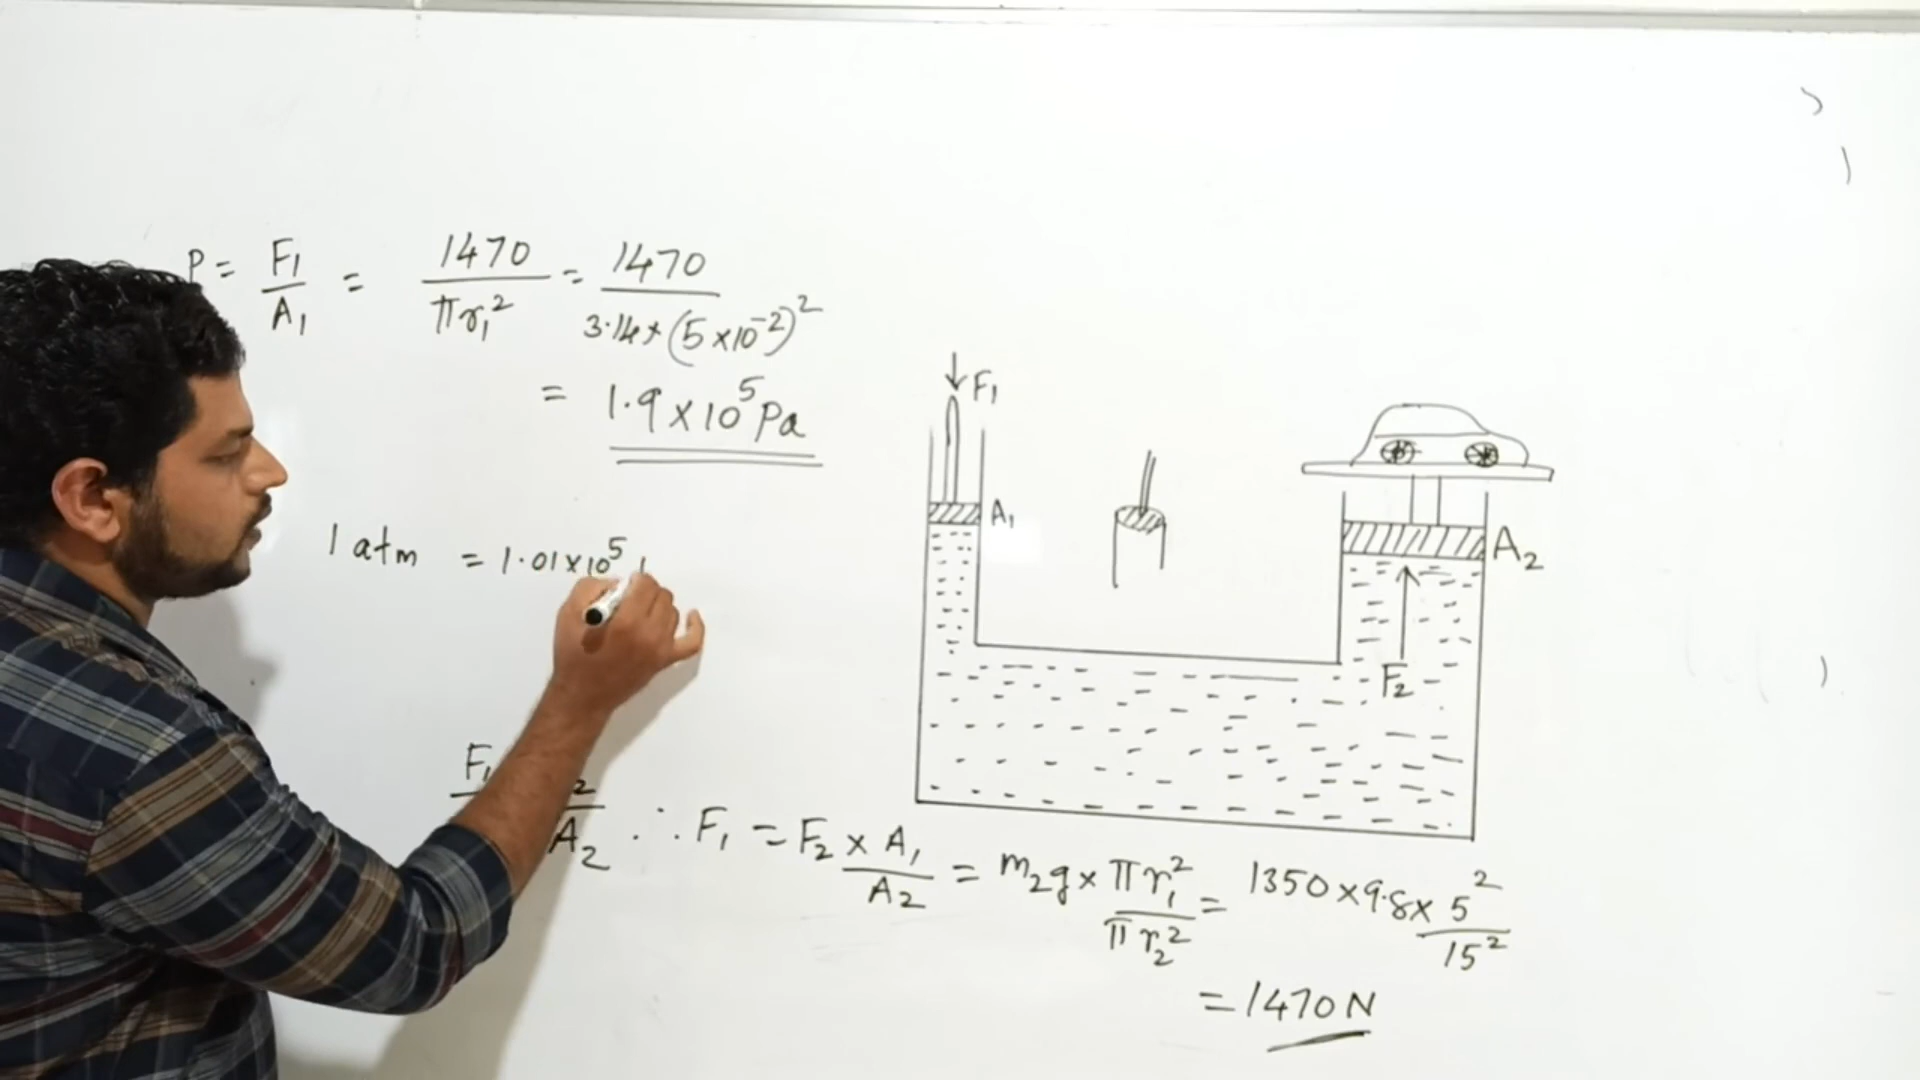 P = F₁/A₁ = 1470/πr₁² = 1470/3.14×(5×10⁻²)²
= 1.9×10⁵ Pa
F₁
A₁
A₂
1 atm = 1.01×10⁵
F₂
F₁ 2/A₂ ∴ F₁ = F₂ × A₁/A₂ = m₂g × πr₁²/πr₂² = 1350×9.8×5²/15²
= 1470 N